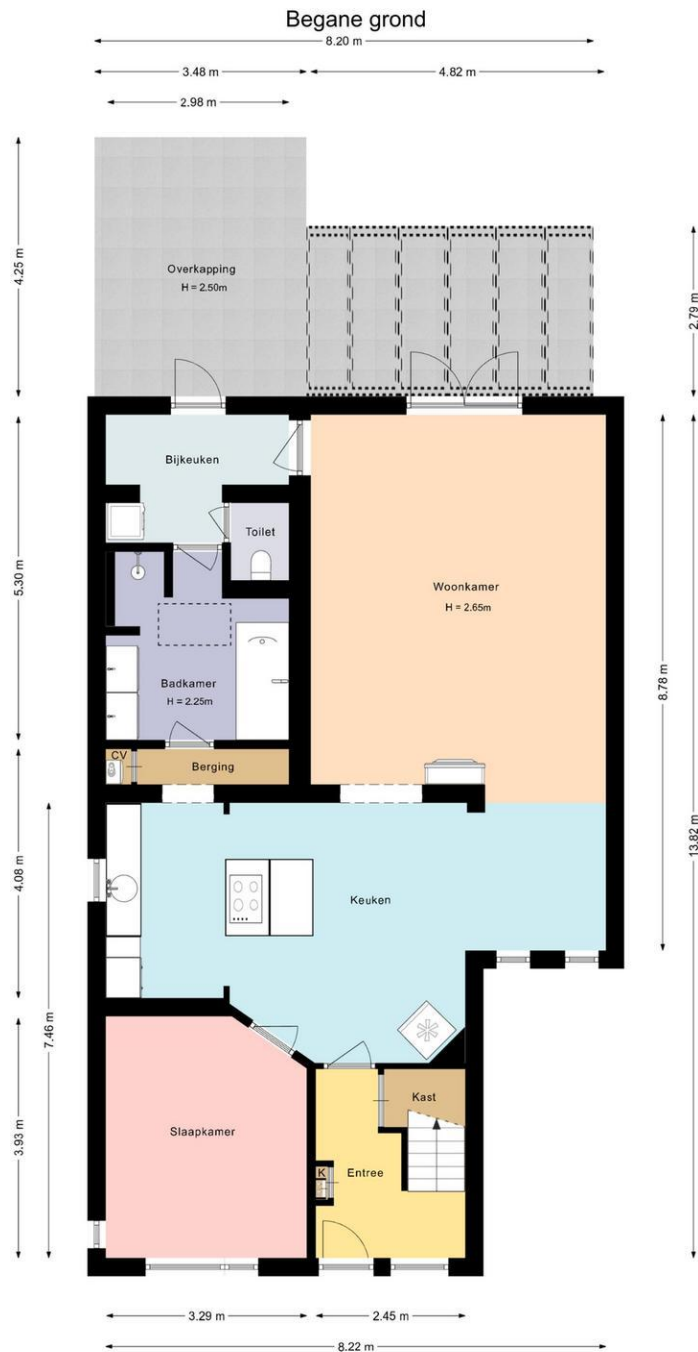 Begane grond
8.20 m
3.48 m
4.82 m
2.98 m
4.25 m
Overkapping
H = 2.50m
2.79 m
Bijkeuken
Toilet
5.30 m
Woonkamer
H = 2.65m
8.78 m
Badkamer
H = 2.25m
CV
Berging
4.08 m
13.82 m
Keuken
7.46 m
Slaapkamer
3.93 m
Kast
K
Entree
3.29 m
2.45 m
8.22 m